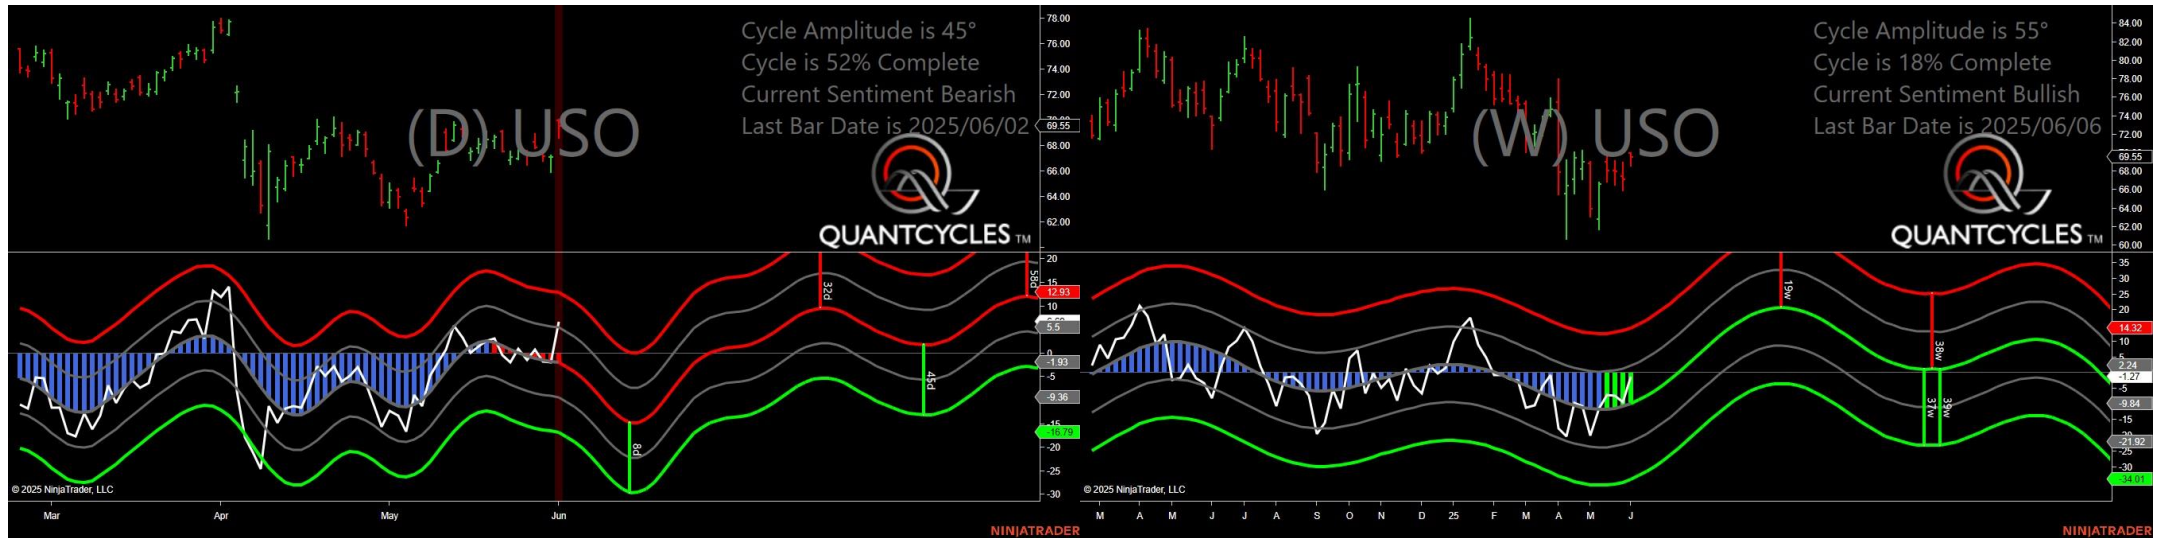 Cycle Amplitude is 45°
Cycle is 52% Complete
Current Sentiment Bearish
Last Bar Date is 2025/06/02
(D) USO
QUANTCYCLES TM
78.00
76.00
74.00
72.00
69.55
68.00
66.00
64.00
62.00
20
15
12.93
10
5.5
0
-1.93
-5
-9.36
-16.79
-15
-20
-25
-30
8d
32d
45d
58d
© 2025 NinjaTrader, LLC
Mar
Apr
May
Jun
NINJATRADER
Cycle Amplitude is 55°
Cycle is 18% Complete
Current Sentiment Bullish
Last Bar Date is 2025/06/06
(W) USO
QUANTCYCLES TM
84.00
82.00
80.00
78.00
76.00
74.00
72.00
69.55
68.00
66.00
64.00
62.00
60.00
35
30
25
20
14.32
10
5
2.24
-1.27
-5
-9.84
-15
-21.92
-25
-30
-34.01
19w
38w
37w
39w
© 2025 NinjaTrader, LLC
M A M J J A S O N D 25 F M A M J
NINJATRADER